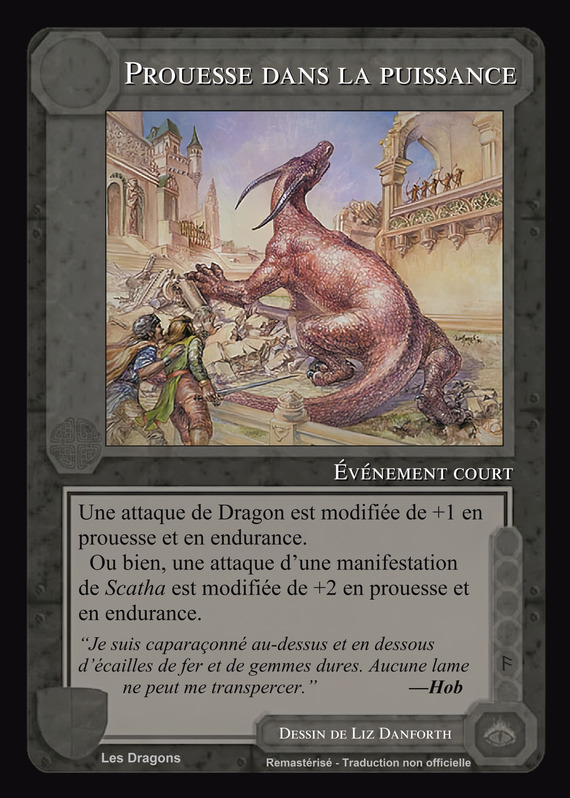 Prouesse dans la puissance
Événement court
Une attaque de Dragon est modifiée de +1 en
prouesse et en endurance.
Ou bien, une attaque d’une manifestation
de Scatha est modifiée de +2 en prouesse et
en endurance.
“Je suis caparaçonné au-dessus et en dessous
d’écailles de fer et de gemmes dures. Aucune lame
ne peut me transpercer.” —Hob
Dessin de Liz Danforth
Les Dragons
Remastérisé - Traduction non officielle